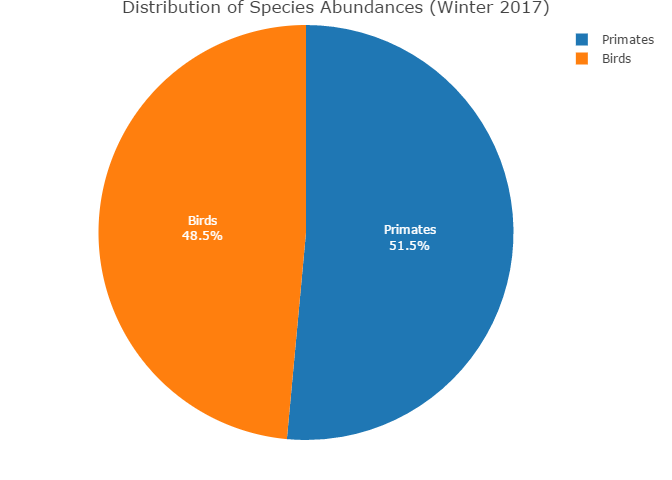 Distribution of Species Abundances (Winter 2017)
Primates
Birds
Birds
48.5%
Primates
51.5%